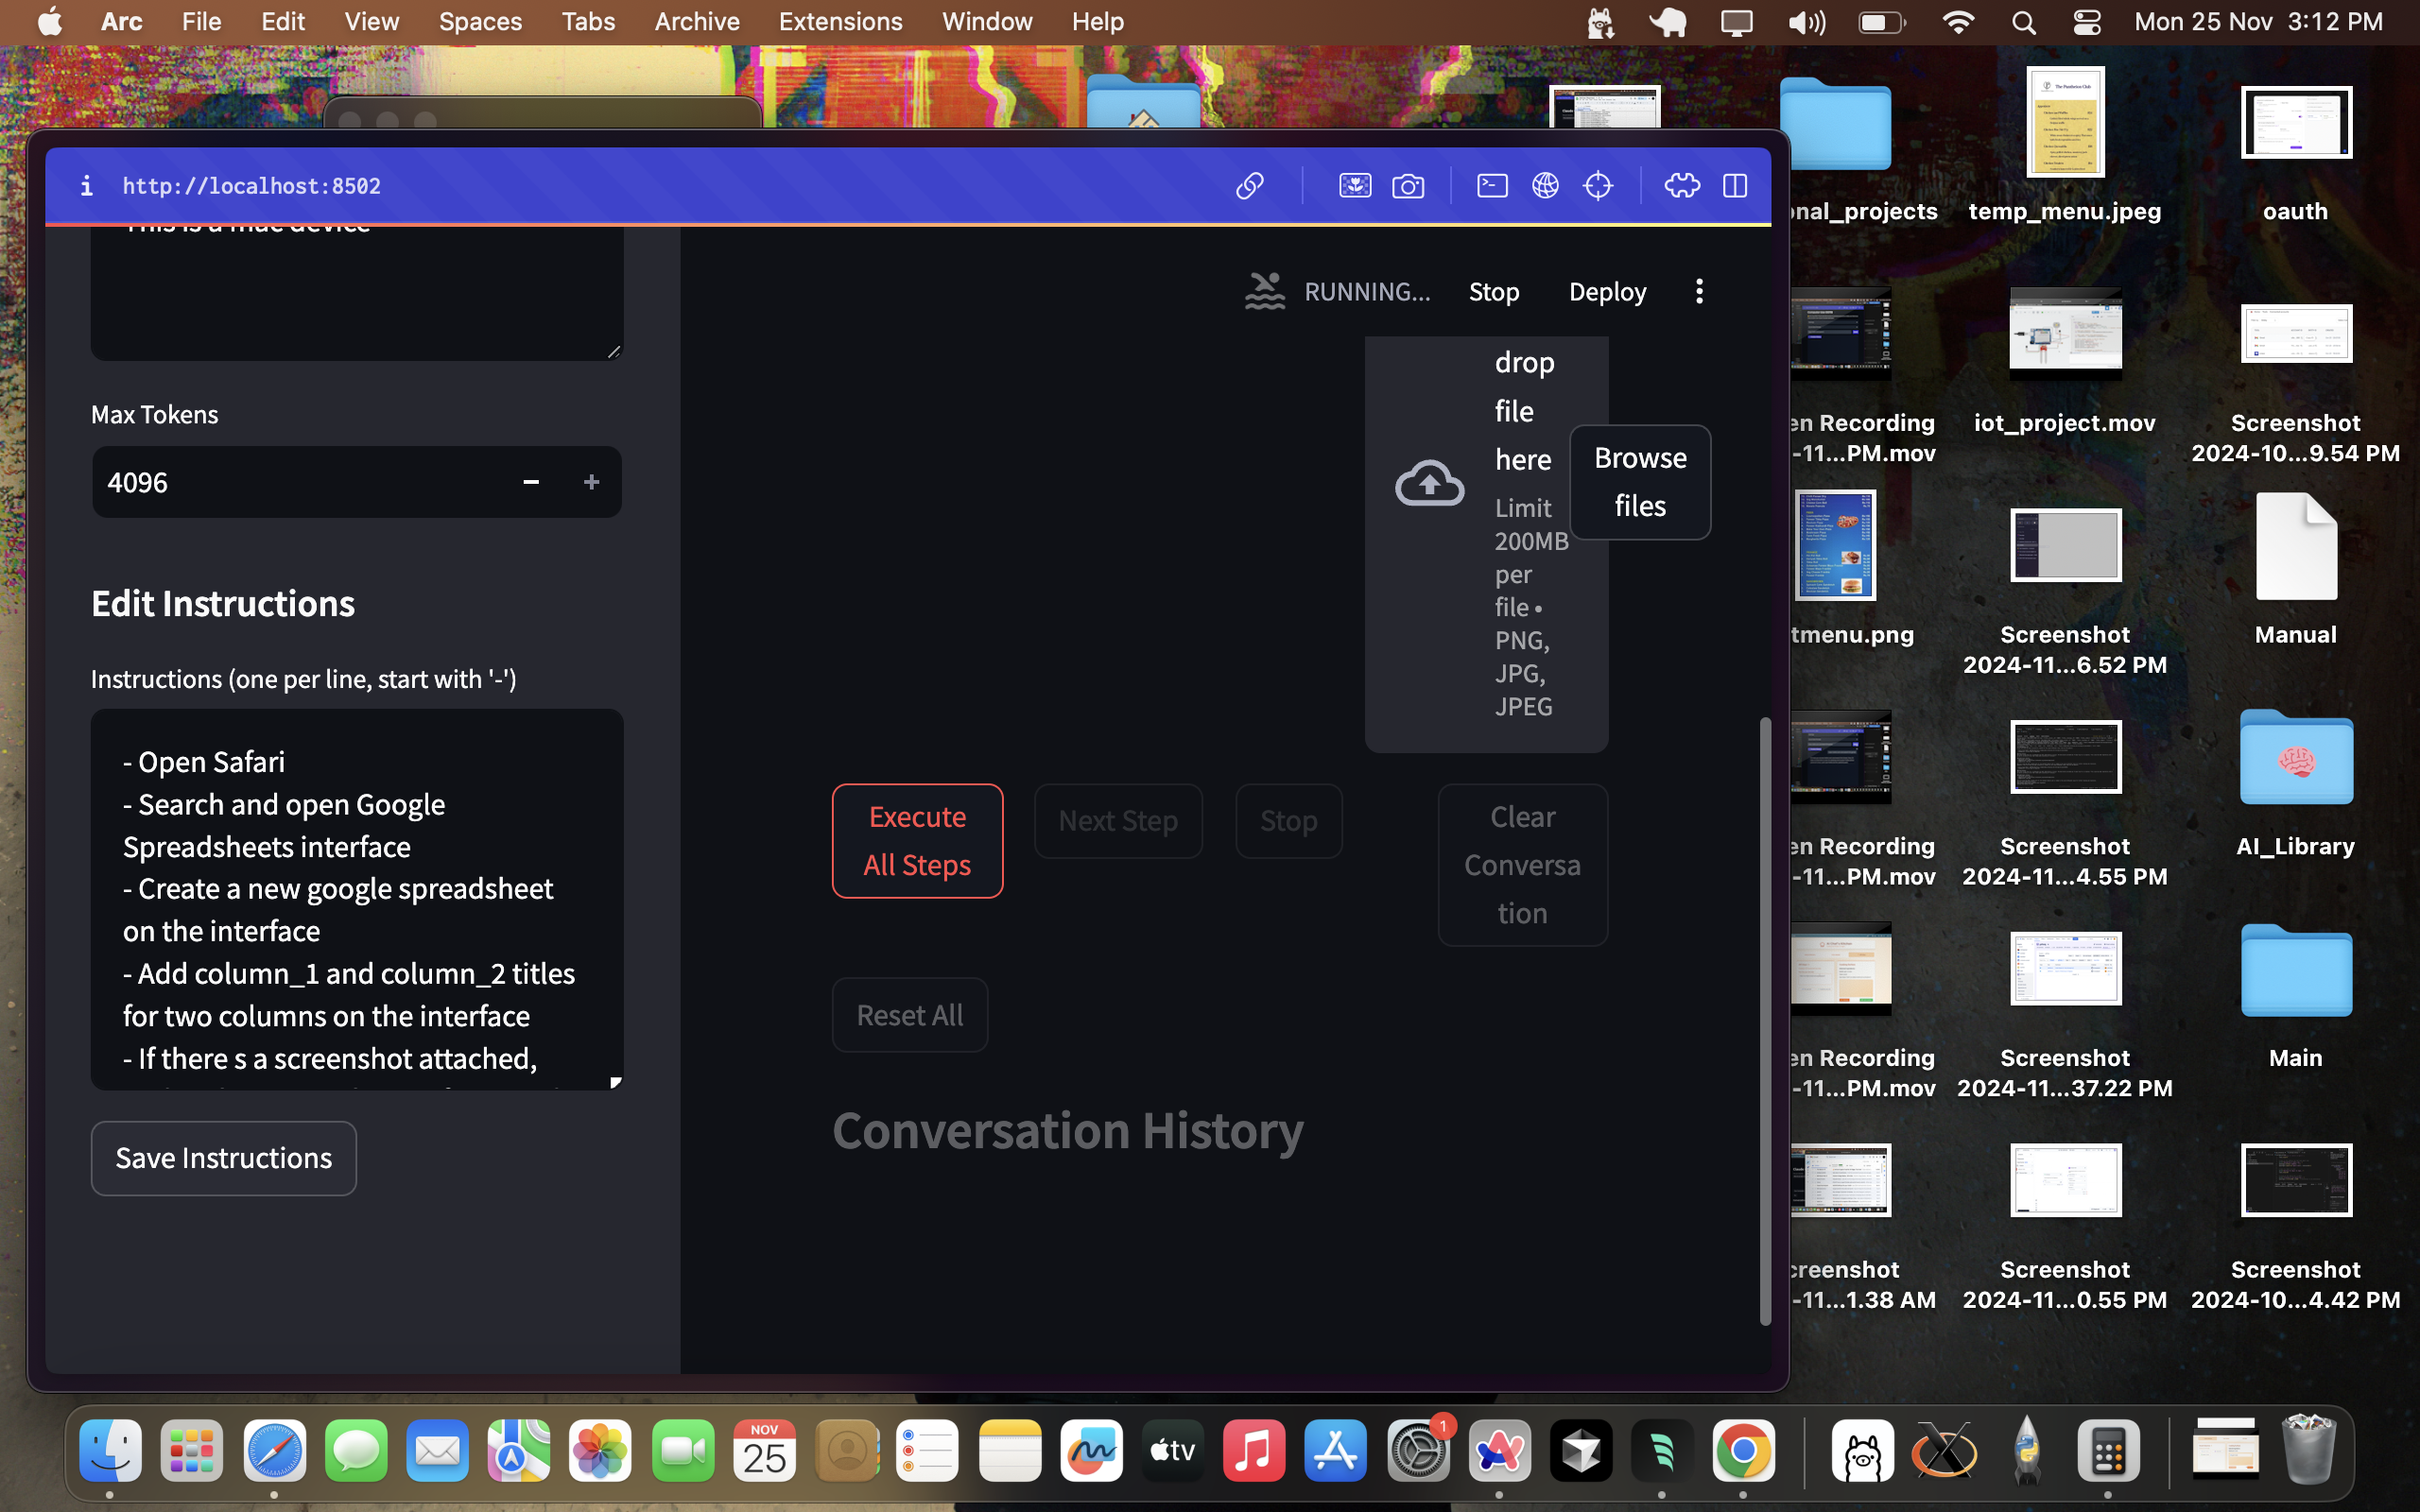 Arc File Edit View Spaces Tabs Archive Extensions Window Help
Mon 25 Nov 3:12 PM
http://localhost:8502
This is a mac device
Max Tokens
4096
Edit Instructions
Instructions (one per line, start with '-')
- Open Safari
- Search and open Google
Spreadsheets interface
- Create a new google spreadsheet
on the interface
- Add column_1 and column_2 titles
for two columns on the interface
- If there s a screenshot attached,
Save Instructions
RUNNING...
Stop
Deploy
drop
file
here
Limit
200MB
per
file •
PNG,
JPG,
JPEG
Browse
files
Execute
All Steps
Next Step
Stop
Clear
Conversa
tion
Reset All
Conversation History
nal_projects
temp_menu.jpeg
oauth
en Recording
-11...PM.mov
iot_project.mov
Screenshot
2024-10...9.54 PM
tmenu.png
Screenshot
2024-11...6.52 PM
Manual
en Recording
-11...PM.mov
Screenshot
2024-11...4.55 PM
AI_Library
en Recording
-11...PM.mov
Screenshot
2024-11...37.22 PM
Main
creenshot
-11...1.38 AM
Screenshot
2024-11...0.55 PM
Screenshot
2024-10...4.42 PM
NOV
25
tv
1